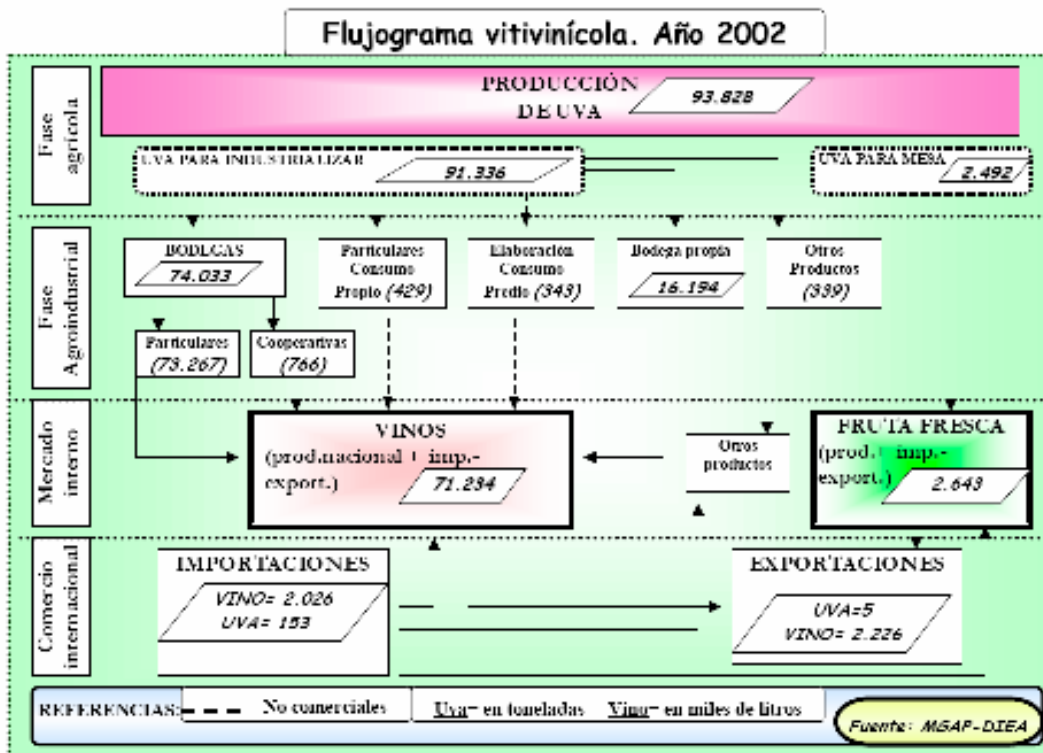 Flujograma vitivinícola. Año 2002
Fase
agrícola
PRODUCCIÓN
DE UVA
93.828
UVA PARA INDUSTRIALIZAR
91.336
UVA PARA MESA
2.492
Fase
Agroindustrial
BODEGAS
74.033
Particulares
Consumo
Propio (429)
Elaboración
Consumo
Predio (343)
Bodega propia
16.194
Otros
Productos
(339)
Particulares
(73.267)
Cooperativas
(766)
Mercado
interno
VINOS
(prod.nacional + imp.-
export.)
71.234
Otros
productos
FRUTA FRESCA
(prod.+ imp.-
export.)
2.643
Comercio
internacional
IMPORTACIONES
VINO= 2.026
UVA= 153
EXPORTACIONES
UVA=5
VINO= 2.226
REFERENCIAS:
No comerciales
Uva= en toneladas Vino= en miles de litros
Fuente: MGAP-DIEA